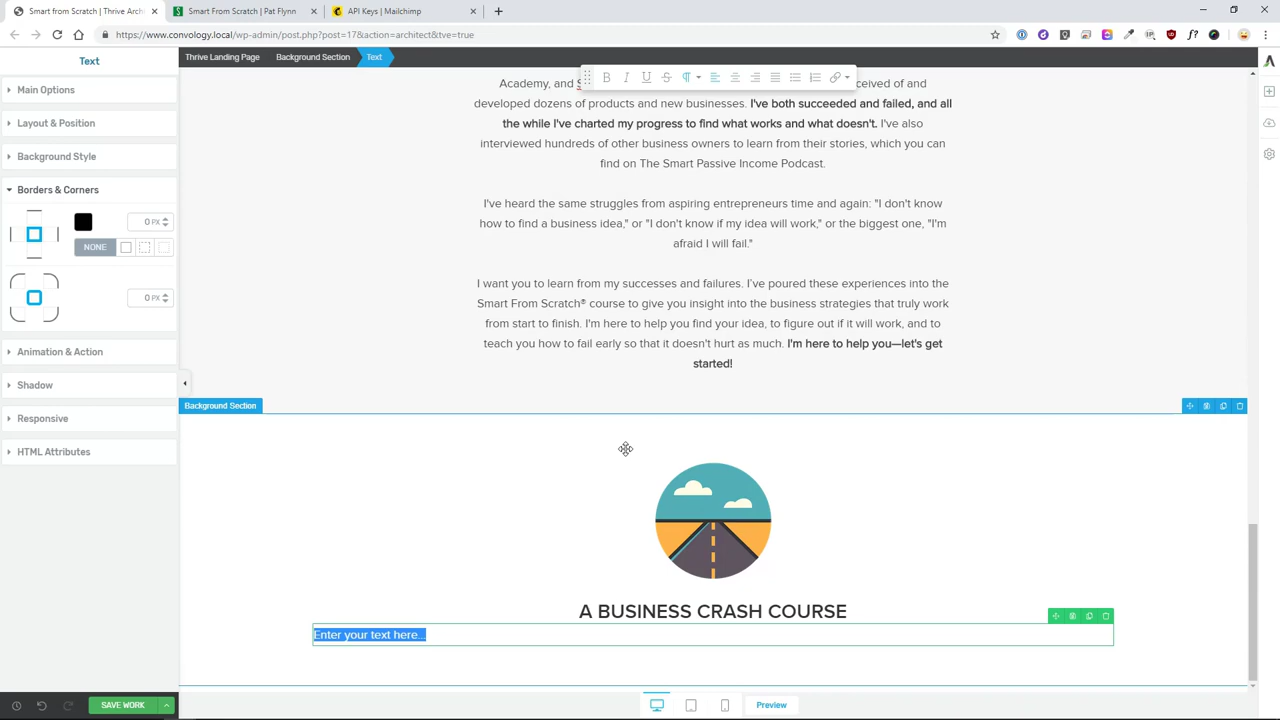 Smart from Scratch | Thrive Archi
Smart from Scratch | Pat Flynn
API Keys | Mailchimp
https://www.convology.local/wp-admin/post.php?post=17&action=architect&tve=true
Text
Thrive Landing Page
Background Section
Text
Main Options
Layout & Position
Background Style
Borders & Corners
0 PX
NONE
0 PX
Animation & Action
Shadow
Responsive
HTML Attributes
SAVE WORK
Academy, and
ceived of and
developed dozens of products and new businesses. I've both succeeded and failed, and all
the while I've charted my progress to find what works and what doesn't. I've also
interviewed hundreds of other business owners to learn from their stories, which you can
find on The Smart Passive Income Podcast.
I've heard the same struggles from aspiring entrepreneurs time and again: "I don't know
how to find a business idea," or "I don't know if my idea will work," or the biggest one, "I'm
afraid I will fail."
I want you to learn from my successes and failures. I've poured these experiences into the
Smart From Scratch® course to give you insight into the business strategies that truly work
from start to finish. I'm here to help you find your idea, to figure out if it will work, and to
teach you how to fail early so that it doesn't hurt as much. I'm here to help you—let's get
started!
Background Section
A BUSINESS CRASH COURSE
Enter your text here...
Preview